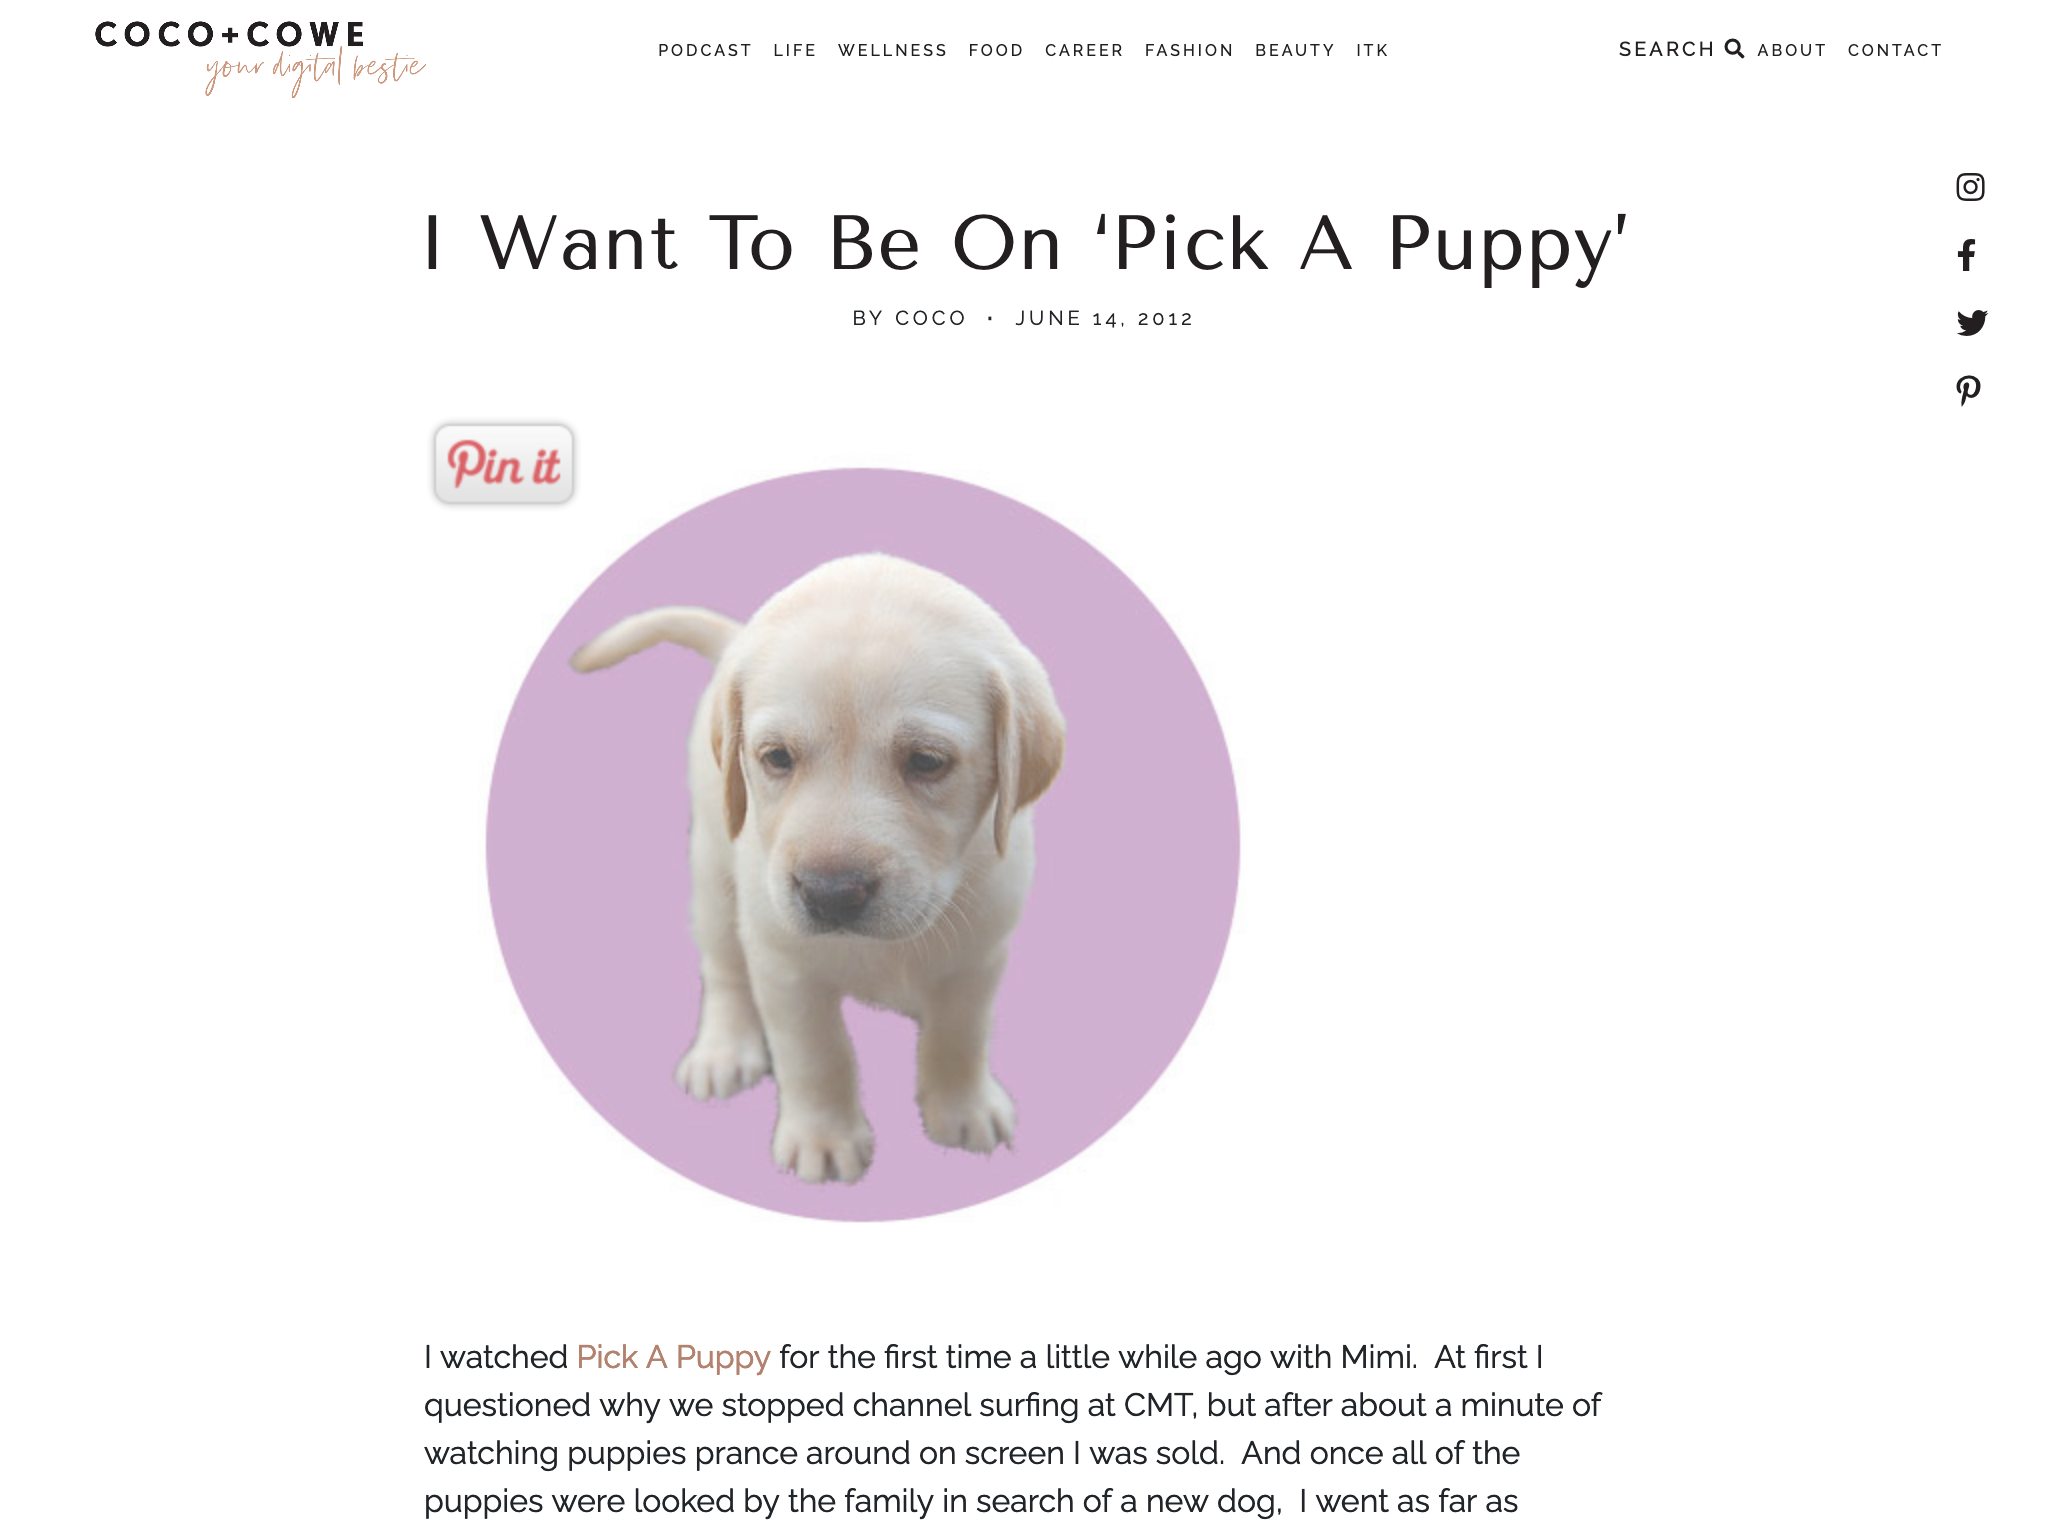 COCO+COWE
your digital bestie
PODCAST LIFE WELLNESS FOOD CAREER FASHION BEAUTY ITK
SEARCH ABOUT CONTACT
I Want To Be On ‘Pick A Puppy’
BY COCO · JUNE 14, 2012
Pin it
I watched Pick A Puppy for the first time a little while ago with Mimi.  At first I
questioned why we stopped channel surfing at CMT, but after about a minute of
watching puppies prance around on screen I was sold.  And once all of the
puppies were looked by the family in search of a new dog,  I went as far as